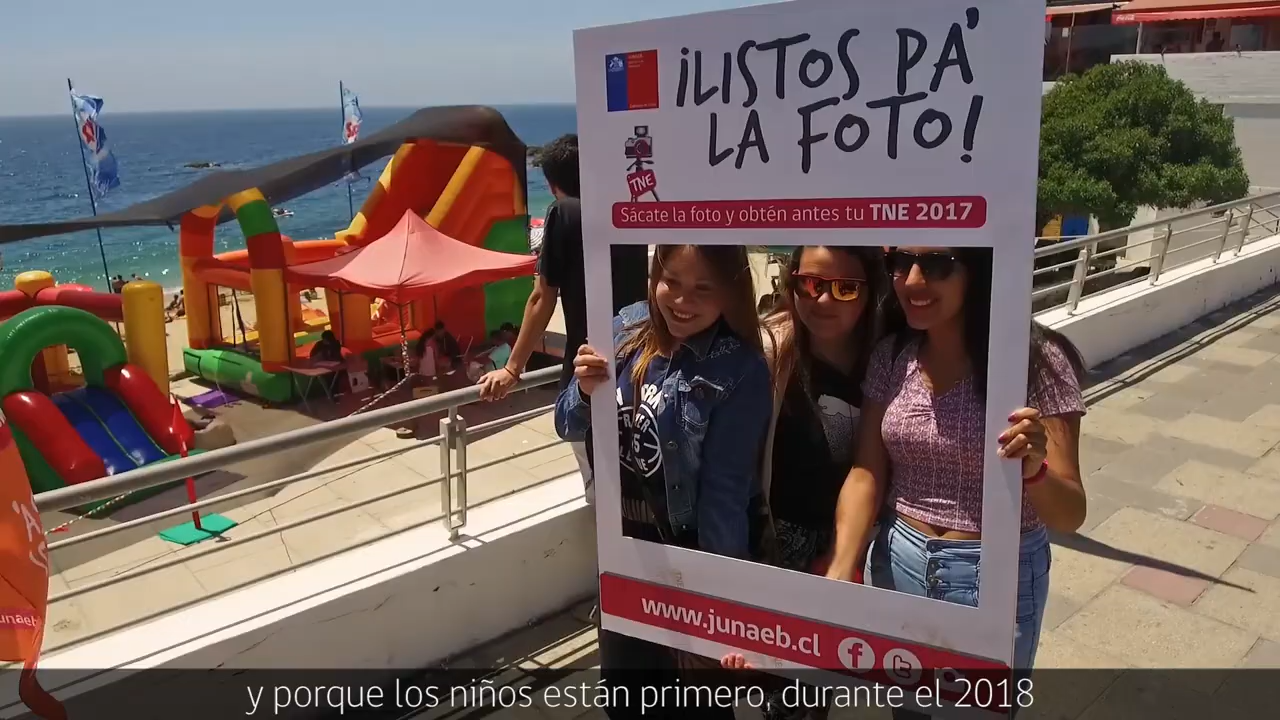 ¡LISTOS PA'
LA FOTO!
TNE
Sácate la foto y obtén antes tu TNE 2017
www.junaeb.cl
junaeb
y porque los niños están primero, durante el 2018